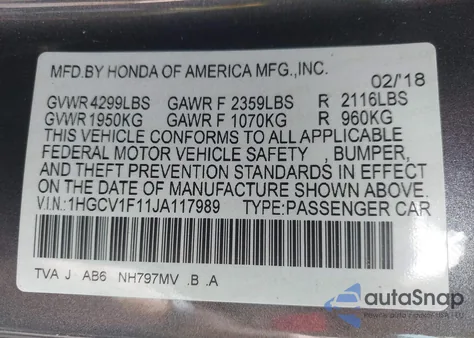 MFD.BY HONDA OF AMERICA MFG.,INC.
02/'18
GVWR 4299LBS GAWR F 2359LBS R 2116LBS
GVWR 1950KG GAWR F 1070KG R 960KG
THIS VEHICLE CONFORMS TO ALL APPLICABLE
FEDERAL MOTOR VEHICLE SAFETY , BUMPER,
AND THEFT PREVENTION STANDARDS IN EFFECT
ON THE DATE OF MANUFACTURE SHOWN ABOVE.
V.I.N.:1HGCV1F11JA117989 TYPE:PASSENGER CAR
TVA J AB6 NH797MV .B .A
autoSnap